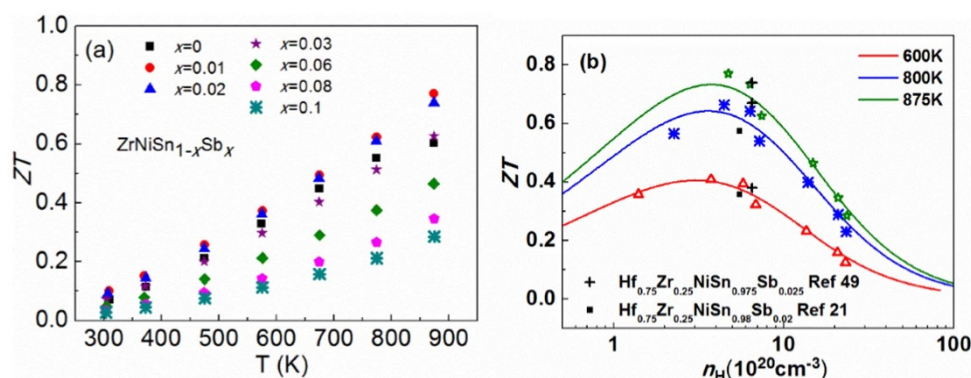 (a)
x=0
x=0.01
x=0.02
x=0.03
x=0.06
x=0.08
x=0.1
ZrNiSn1-xSbx
1.0
0.8
0.6
0.4
0.2
0.0
ZT
300 400 500 600 700 800 900
T (K)
(b)
600K
800K
875K
0.8
0.6
0.4
0.2
0.0
ZT
Hf0.75Zr0.25NiSn0.975Sb0.025 Ref 49
Hf0.75Zr0.25NiSn0.98Sb0.02 Ref 21
1 10 100
nH(10^20cm-3)